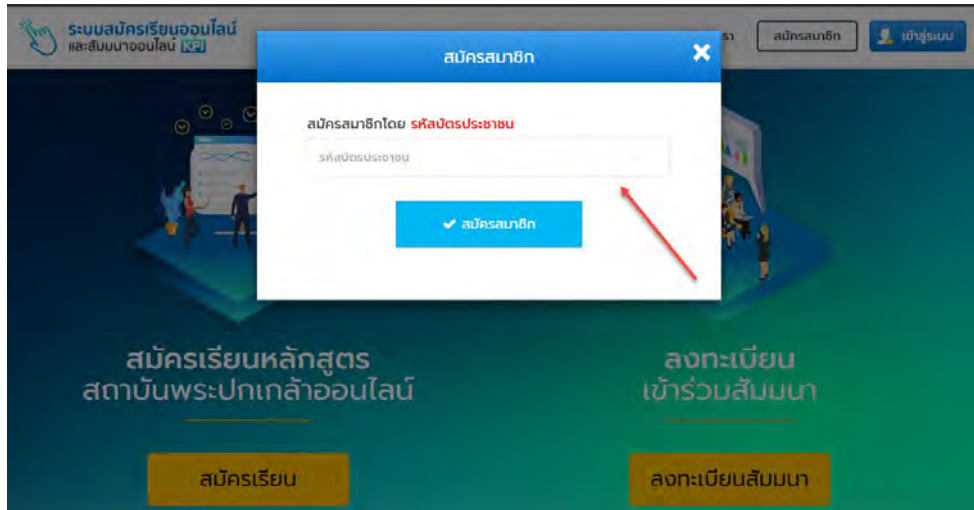 ระบบสมัครเรียนออนไลน์
และสัมมนาออนไลน์ KPI
รา
สมัครสมาชิก
เข้าสู่ระบบ
สมัครสมาชิก
สมัครสมาชิกโดย รหัสบัตรประชาชน
รหัสบัตรประชาชน
สมัครสมาชิก
สมัครเรียนหลักสูตร
สถาบันพระปกเกล้าออนไลน์
สมัครเรียน
ลงทะเบียน
เข้าร่วมสัมมนา
ลงทะเบียนสัมมนา